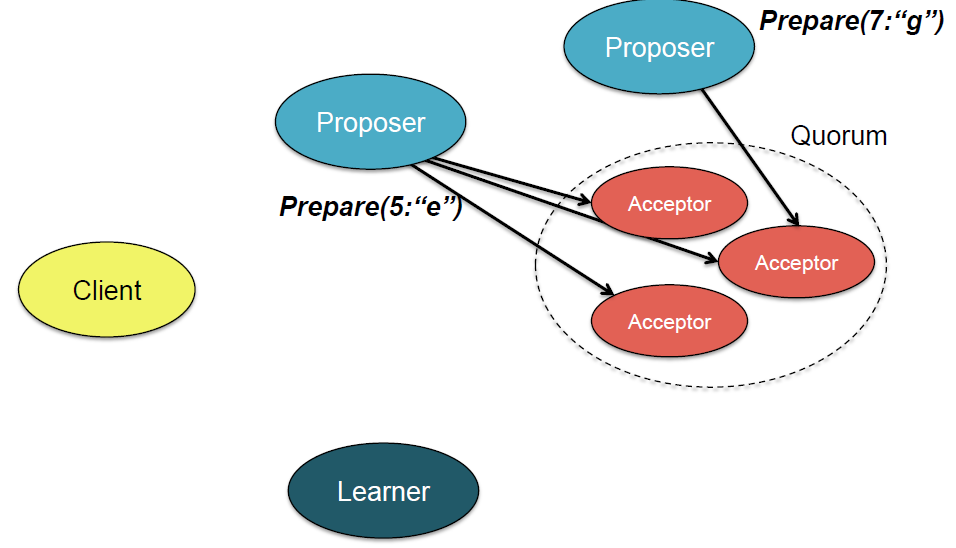 Prepare(7:“g”)
Proposer
Proposer
Quorum
Prepare(5:“e”)
Acceptor
Acceptor
Client
Acceptor
Learner